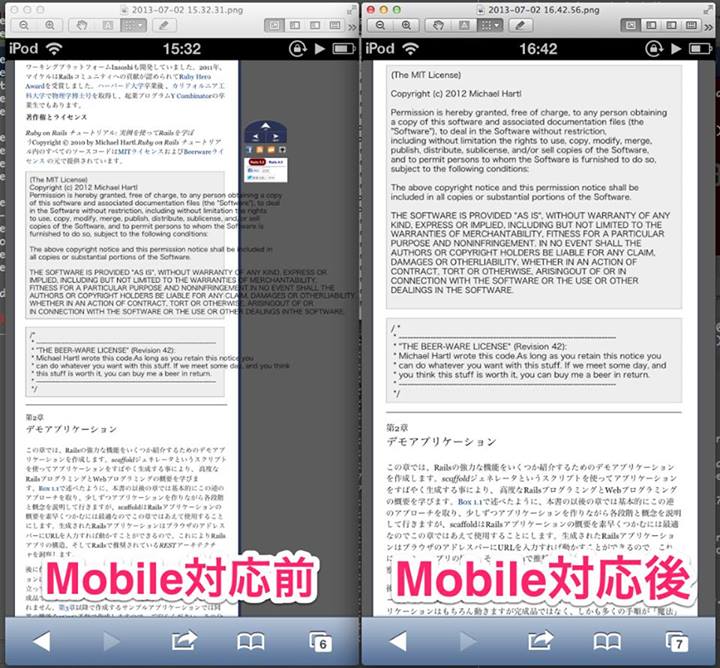 2013-07-02 15.32.31.png
iPod 15:32
ワーキングプラットフォームInsoshiも開発していました。2011年、
マイケルはRailsコミュニティへの貢献が認められてRuby Hero
Awardを受賞しました。ハーバード大学卒業後、カリフォルニア工
科大学で物理学博士号を取得し、起業プログラムY Combinatorの卒
業生でもあります。
著作権とライセンス
Ruby on Rails チュートリアル: 実例を使ってRailsを学ぼ
う!Copyright © 2010 by Michael Hartl.Ruby on Rails チュートリ
アル内のすべてのソースコードはMITライセンスおよびBeerwareライ
センス の元で提供されています。
(The MIT License)
Copyright (c) 2012 Michael Hartl
Permission is hereby granted, free of charge, to any person obtaining a copy
of this software and associated documentation files (the "Software"), to deal
in the Software without restriction, including without limitation the rights
to use, copy, modify, merge, publish, distribute, sublicense, and/or sell
copies of the Software, and to permit persons to whom the Software is
furnished to do so, subject to the following conditions:
The above copyright notice and this permission notice shall be included in
all copies or substantial portions of the Software.
THE SOFTWARE IS PROVIDED "AS IS", WITHOUT WARRANTY OF ANY KIND, EXPRESS OR
IMPLIED, INCLUDING BUT NOT LIMITED TO THE WARRANTIES OF MERCHANTABILITY,
FITNESS FOR A PARTICULAR PURPOSE AND NONINFRINGEMENT.IN NO EVENT SHALL THE
AUTHORS OR COPYRIGHT HOLDERS BE LIABLE FOR ANY CLAIM, DAMAGES OR OTHERLIABILITY,
WHETHER IN AN ACTION OF CONTRACT, TORT OR OTHERWISE, ARISINGOUT OF OR
IN CONNECTION WITH THE SOFTWARE OR THE USE OR OTHER DEALINGS INTHE SOFTWARE.
/*
* ----------------------------------------------------------------
* "THE BEER-WARE LICENSE" (Revision 42):
* Michael Hartl wrote this code.As long as you retain this notice you
* can do whatever you want with this stuff. If we meet some day, and you think
* this stuff is worth it, you can buy me a beer in return.
* ----------------------------------------------------------------
*/
第2章
デモアプリケーション
この章では、Railsの強力な機能をいくつか紹介するためのデモアプ
リケーションを作成します。scaffoldジェネレータというスクリプト
を使ってアプリケーションをすばやく生成する事により、高度な
RailsプログラミングとWebプログラミングの概要を学びま
す。Box 1.1で述べたように、本書の以後の章では基本的にこの逆の
アプローチを取り、少しずつアプリケーションを作りながら各段階
と概念を説明して行きますが、scaffoldはRailsアプリケーション
の概要を素早くつかむには最適なのでこの章ではあえて使用すること
にします。生成されたRailsアプリケーションはブラウザのアドレス
バーにURLを入力すれば動かすことができるので、これによりRails
アプリの構造、そしてRailsで推奨されているRESTアーキテクチ
Mobile対応前
6
2013-07-02 16.42.56.png
iPod 16:42
(The MIT License)
Copyright (c) 2012 Michael Hartl
Permission is hereby granted, free of charge, to any person obtaining
a copy of this software and associated documentation files (the
"Software"), to deal in the Software without restriction,
including without limitation the rights to use, copy, modify, merge,
publish, distribute, sublicense, and/or sell copies of the Software,
and to permit persons to whom the Software is furnished to do so,
subject to the following conditions:
The above copyright notice and this permission notice shall be
included in all copies or substantial portions of the Software.
THE SOFTWARE IS PROVIDED "AS IS", WITHOUT WARRANTY OF ANY
KIND, EXPRESS OR IMPLIED, INCLUDING BUT NOT LIMITED TO THE
WARRANTIES OF MERCHANTABILITY, FITNESS FOR A PARTICULAR
PURPOSE AND NONINFRINGEMENT. IN NO EVENT SHALL THE
AUTHORS OR COPYRIGHT HOLDERS BE LIABLE FOR ANY CLAIM,
DAMAGES OR OTHERLIABILITY, WHETHER IN AN ACTION OF
CONTRACT, TORT OR OTHERWISE, ARISINGOUT OF OR IN
CONNECTION WITH THE SOFTWARE OR THE USE OR OTHER
DEALINGS IN THE SOFTWARE.
/ *
* ----------------------------------------------------------------
* "THE BEER-WARE LICENSE" (Revision 42):
* Michael Hartl wrote this code.As long as you retain this notice you
* can do whatever you want with this stuff. If we meet some day, and
* you think this stuff is worth it, you can buy me a beer in return.
* ----------------------------------------------------------------
*/
第2章
デモアプリケーション
この章では、Railsの強力な機能をいくつか紹介するためのデモアプリケーション
を作成します。scaffoldジェネレータというスクリプトを使ってアプリケーション
をすばやく生成する事により、高度なRailsプログラミングとWebプログラミング
の概要を学びます。Box 1.1で述べたように、本書の以後の章では基本的にこの逆
のアプローチを取り、少しずつアプリケーションを作りながら各段階と概念を説明
して行きますが、scaffoldはRailsアプリケーションの概要を素早くつかむには最適
なのでこの章ではあえて使用することにします。生成されたRailsアプリケーショ
ンはブラウザのアドレスバーにURLを入力すれば動かすことができるので、これ
Mobile対応後
リケーションはもちろん動きますが完成品ではなく、しかも多くの手順が「魔法」
7